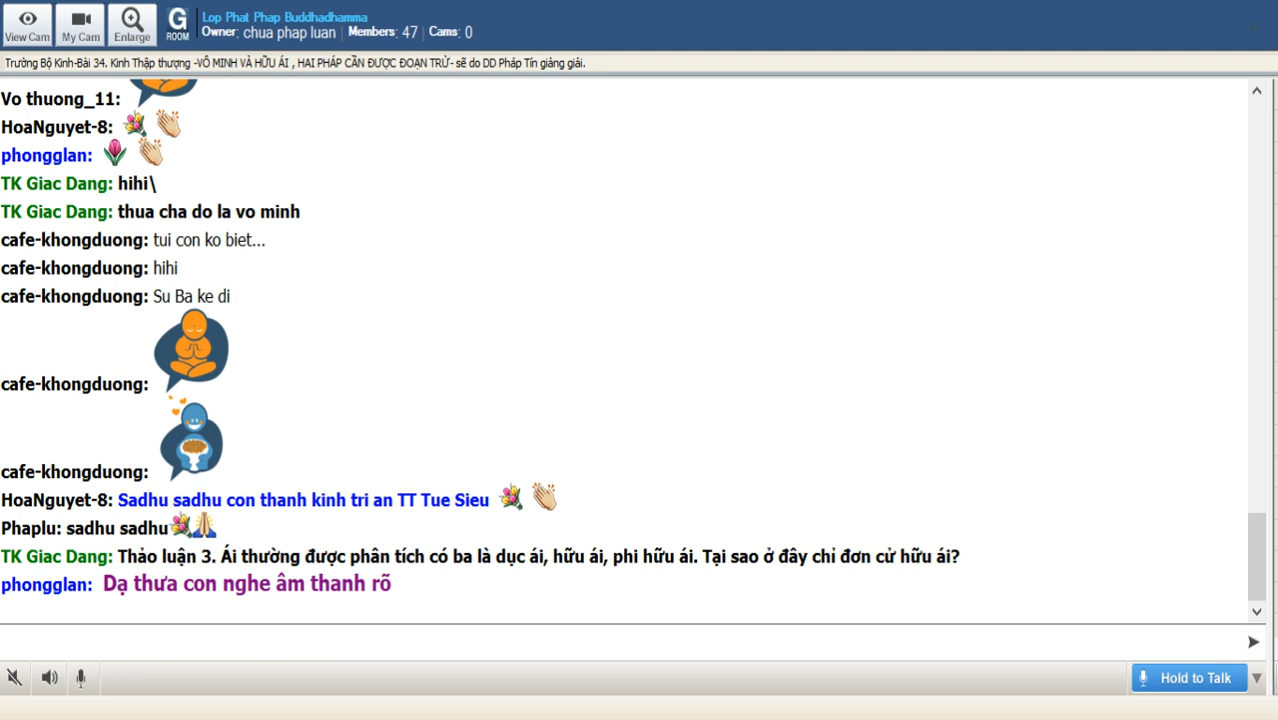 View Cam
My Cam
Enlarge
G
ROOM
Lop Phat Phap Buddhadhamma
Owner: chua phap luan | Members: 47 | Cams: 0
Trường Bộ Kinh-Bài 34. Kinh Thập thượng -VÔ MINH VÀ HỮU ÁI , HAI PHÁP CẦN ĐƯỢC ĐOẠN TRỪ- sẽ do DD Pháp Tín giảng giải.
Vo thuong_11:
HoaNguyet-8:
phongglan:
TK Giac Dang: hihi\
TK Giac Dang: thua cha do la vo minh
cafe-khongduong: tui con ko biet...
cafe-khongduong: hihi
cafe-khongduong: Su Ba ke di
cafe-khongduong:
cafe-khongduong:
HoaNguyet-8: Sadhu sadhu con thanh kinh tri an TT Tue Sieu
Phaplu: sadhu sadhu
TK Giac Dang: Thảo luận 3. Ái thường được phân tích có ba là dục ái, hữu ái, phi hữu ái. Tại sao ở đây chỉ đơn cử hữu ái?
phongglan: Dạ thưa con nghe âm thanh rõ
Hold to Talk